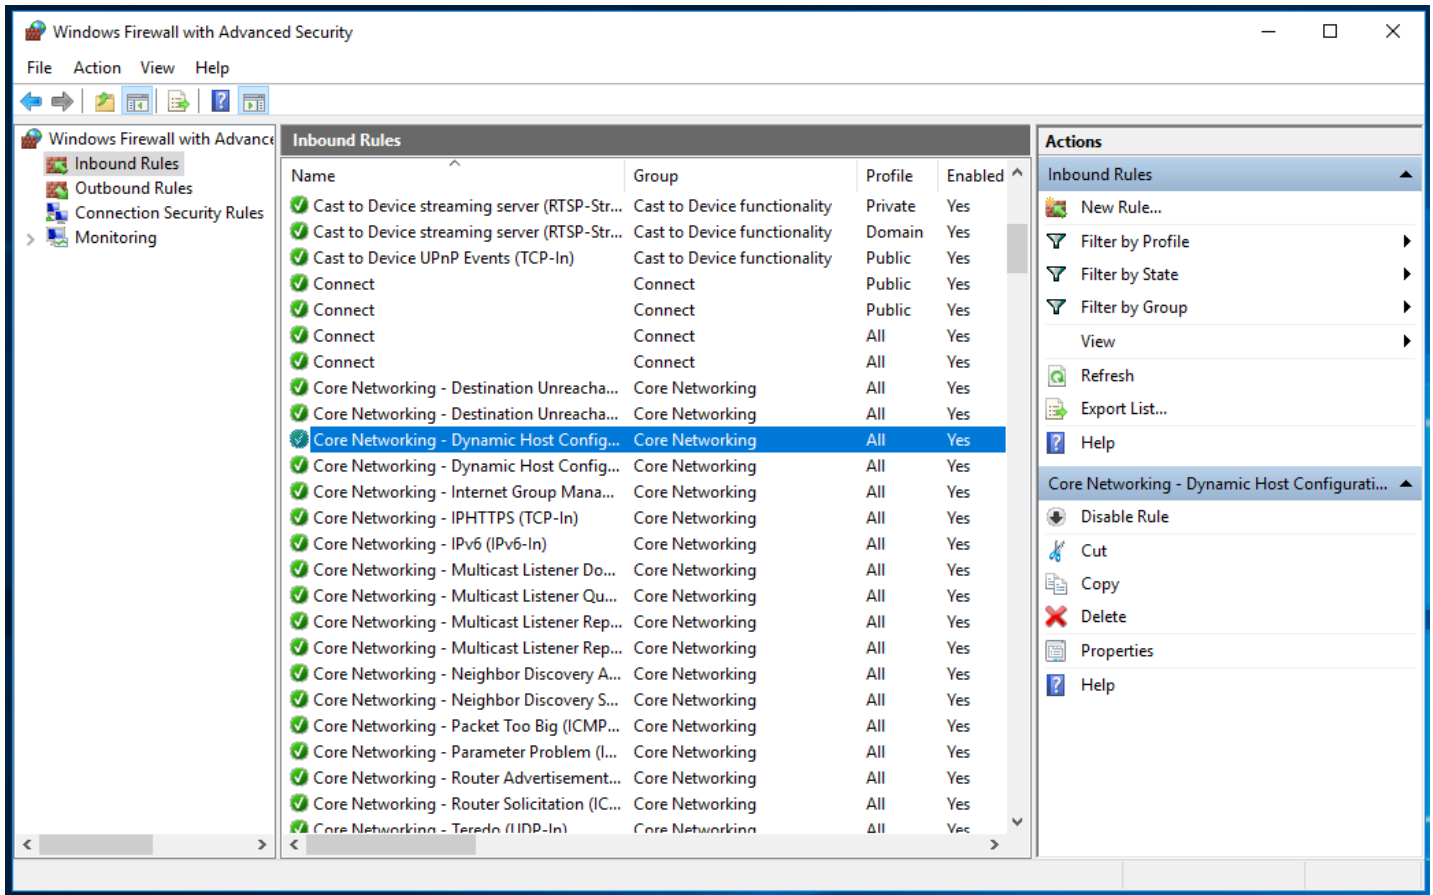 Windows Firewall with Advanced Security
File Action View Help
Windows Firewall with Advance
Inbound Rules
Outbound Rules
Connection Security Rules
Monitoring
Inbound Rules
Name Group Profile Enabled
Cast to Device streaming server (RTSP-Str... Cast to Device functionality Private Yes
Cast to Device streaming server (RTSP-Str... Cast to Device functionality Domain Yes
Cast to Device UPnP Events (TCP-In) Cast to Device functionality Public Yes
Connect Connect Public Yes
Connect Connect Public Yes
Connect Connect All Yes
Connect Connect All Yes
Core Networking - Destination Unreacha... Core Networking All Yes
Core Networking - Destination Unreacha... Core Networking All Yes
Core Networking - Dynamic Host Config... Core Networking All Yes
Core Networking - Dynamic Host Config... Core Networking All Yes
Core Networking - Internet Group Mana... Core Networking All Yes
Core Networking - IPHTTPS (TCP-In) Core Networking All Yes
Core Networking - IPv6 (IPv6-In) Core Networking All Yes
Core Networking - Multicast Listener Do... Core Networking All Yes
Core Networking - Multicast Listener Qu... Core Networking All Yes
Core Networking - Multicast Listener Rep... Core Networking All Yes
Core Networking - Multicast Listener Rep... Core Networking All Yes
Core Networking - Neighbor Discovery A... Core Networking All Yes
Core Networking - Neighbor Discovery S... Core Networking All Yes
Core Networking - Packet Too Big (ICMP... Core Networking All Yes
Core Networking - Parameter Problem (I... Core Networking All Yes
Core Networking - Router Advertisement... Core Networking All Yes
Core Networking - Router Solicitation (IC... Core Networking All Yes
Core Networking - Teredo (UDP-In) Core Networking All Yes
Actions
Inbound Rules
New Rule...
Filter by Profile
Filter by State
Filter by Group
View
Refresh
Export List...
Help
Core Networking - Dynamic Host Configurati...
Disable Rule
Cut
Copy
Delete
Properties
Help